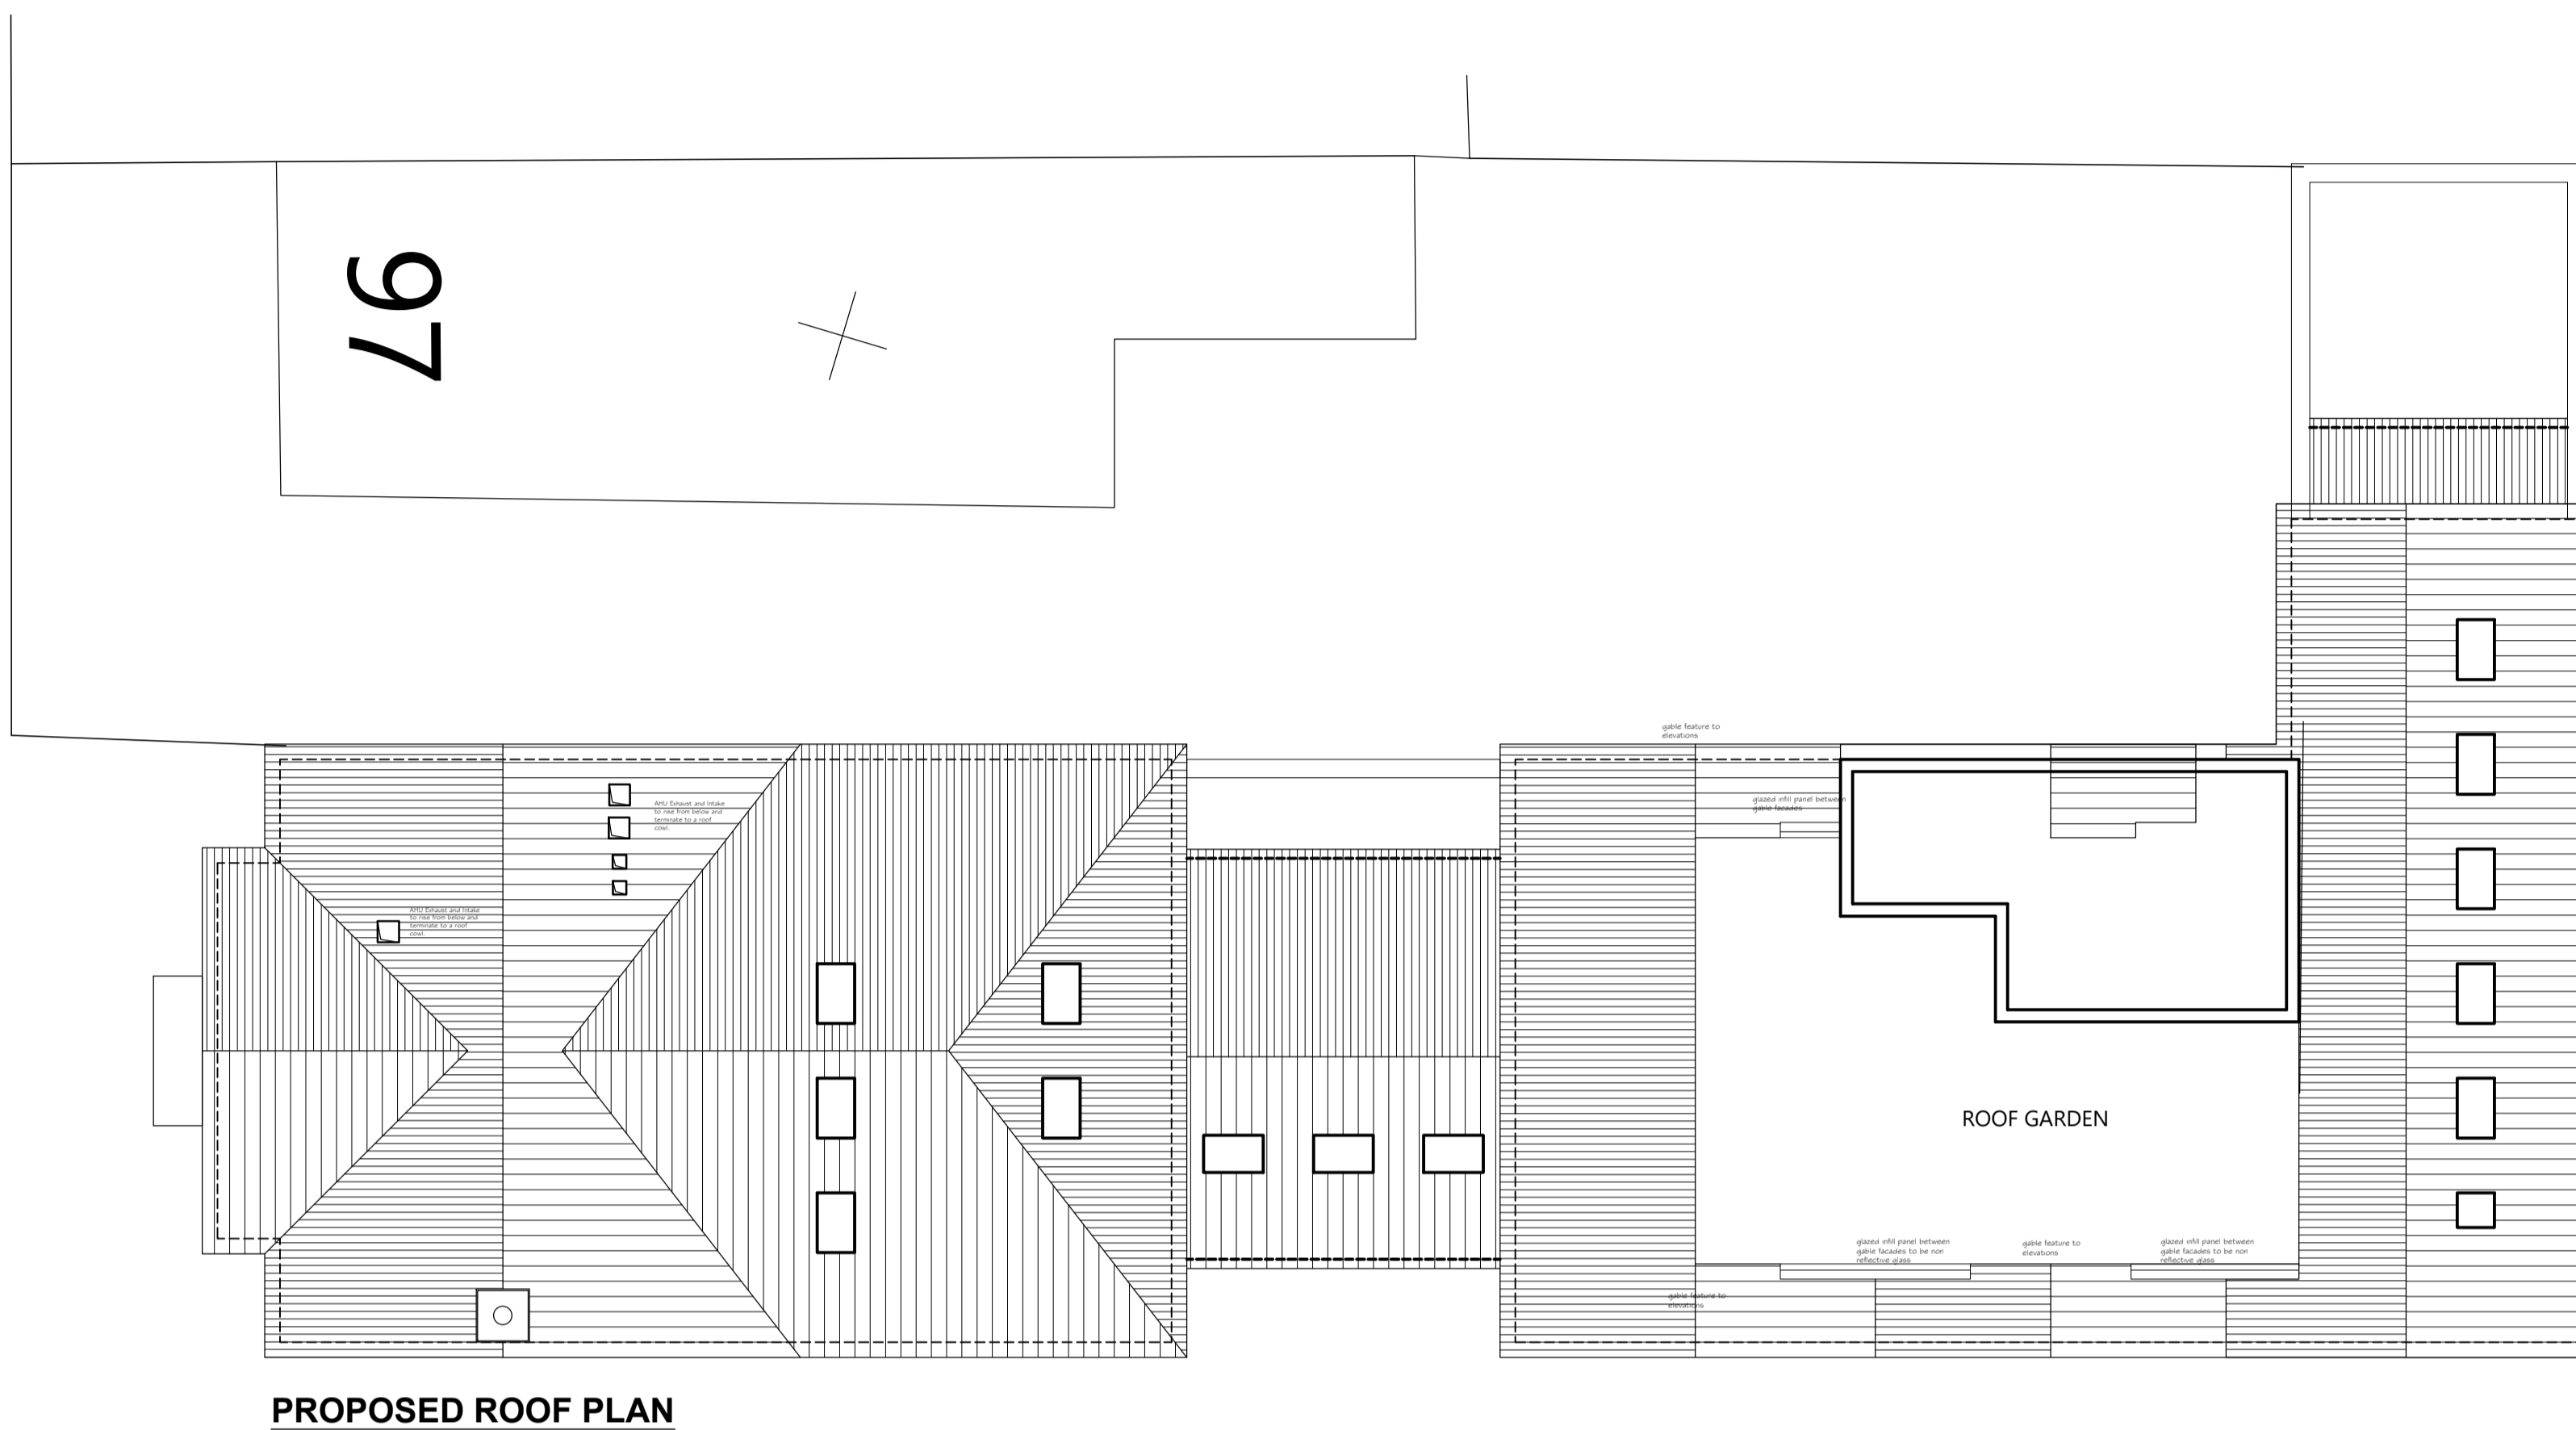 97
gable feature to
elevations
glazed infill panel between
gable facades
AHU Exhaust and Intake
to rise from below and
terminate to a roof
cowl.
AHU Exhaust and Intake
to rise from below and
terminate to a roof
cowl.
ROOF GARDEN
glazed infill panel between
gable facades to be non
reflective glass
gable feature to
elevations
glazed infill panel between
gable facades to be non
reflective glass
gable feature to
elevations
PROPOSED ROOF PLAN